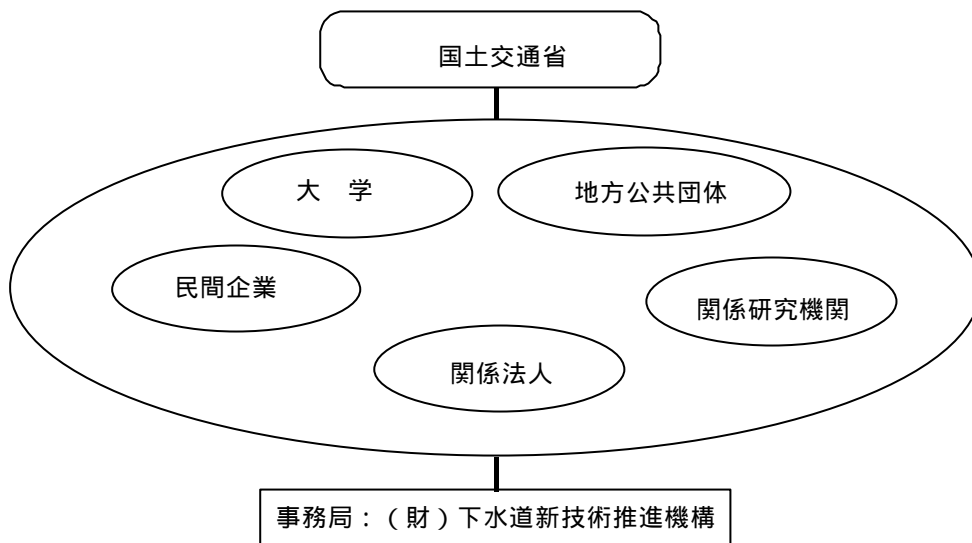 国土交通省
大　学
地方公共団体
民間企業
関係研究機関
関係法人
事務局：（財）下水道新技術推進機構